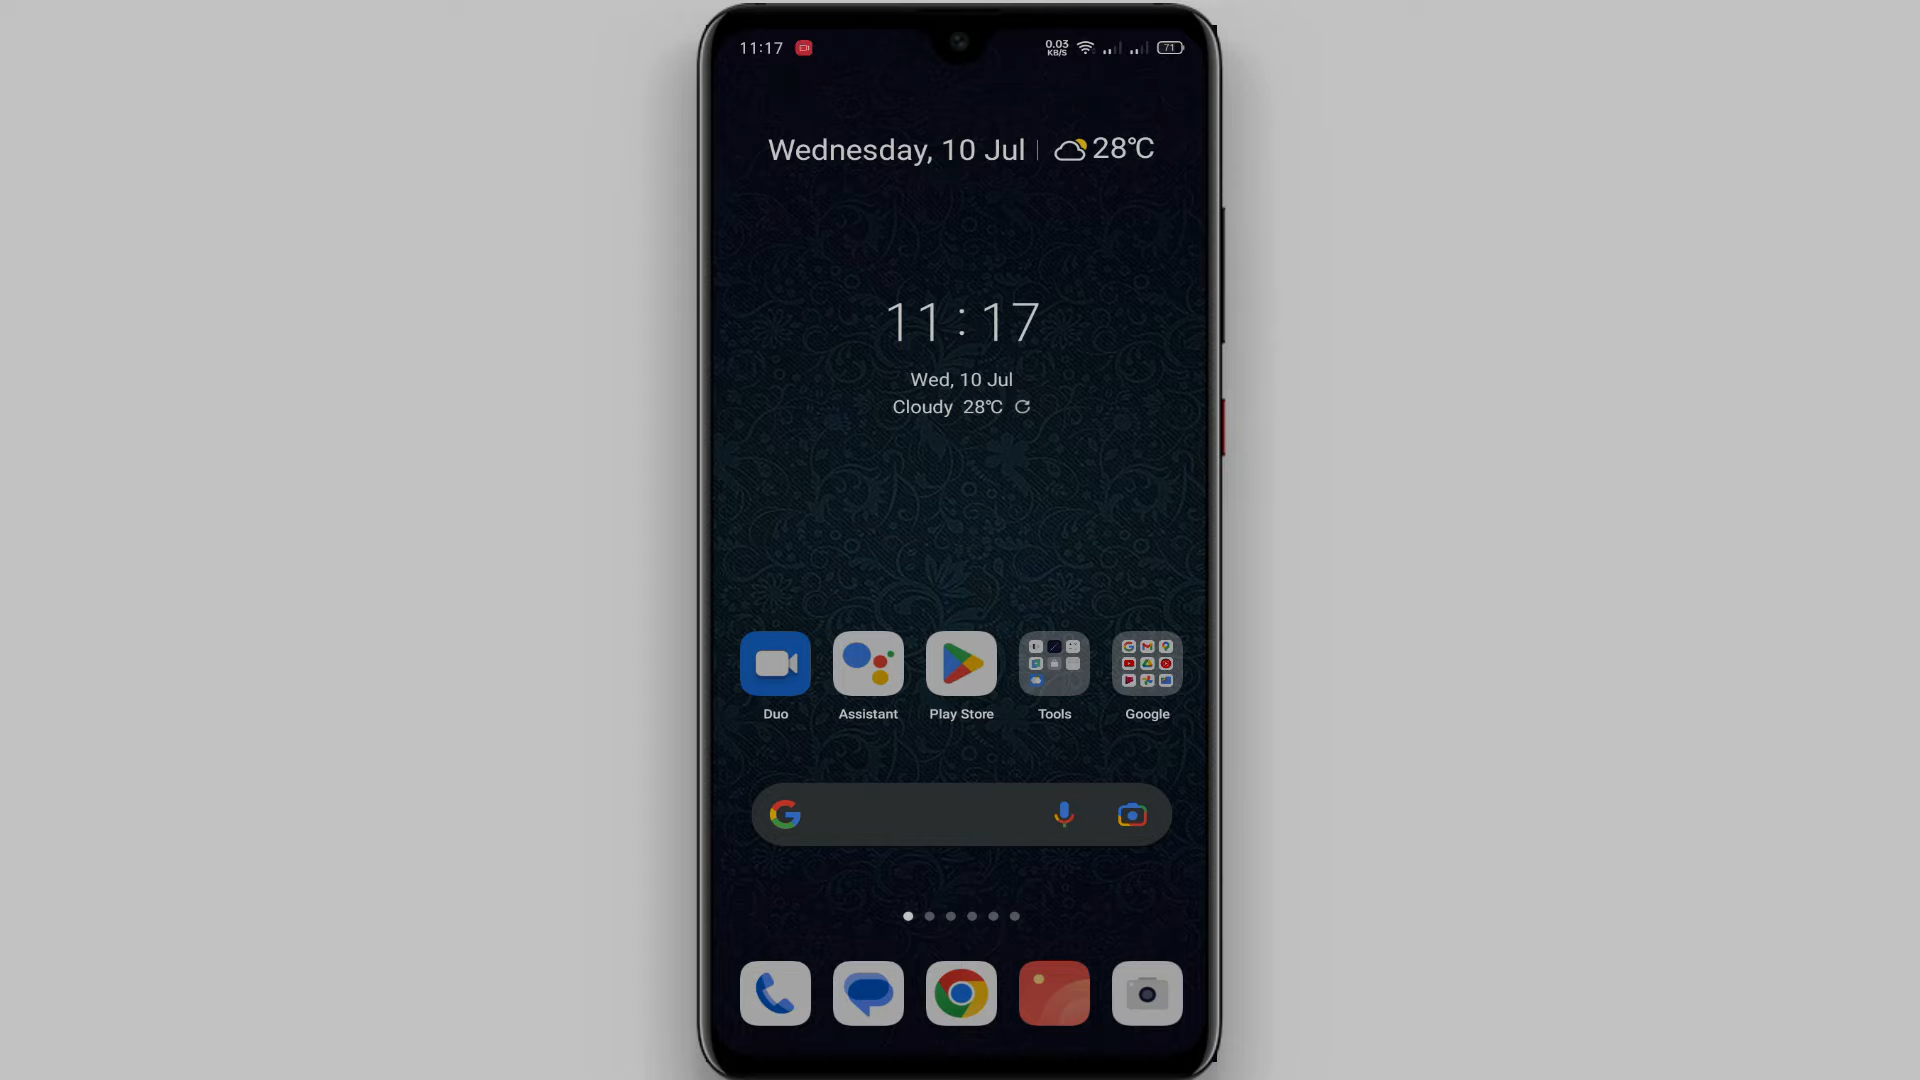 11:17
0.03
KB/S
71
Wednesday, 10 Jul
28°C
11:17
Wed, 10 Jul
Cloudy 28°C
Duo
Assistant
Play Store
Tools
Google